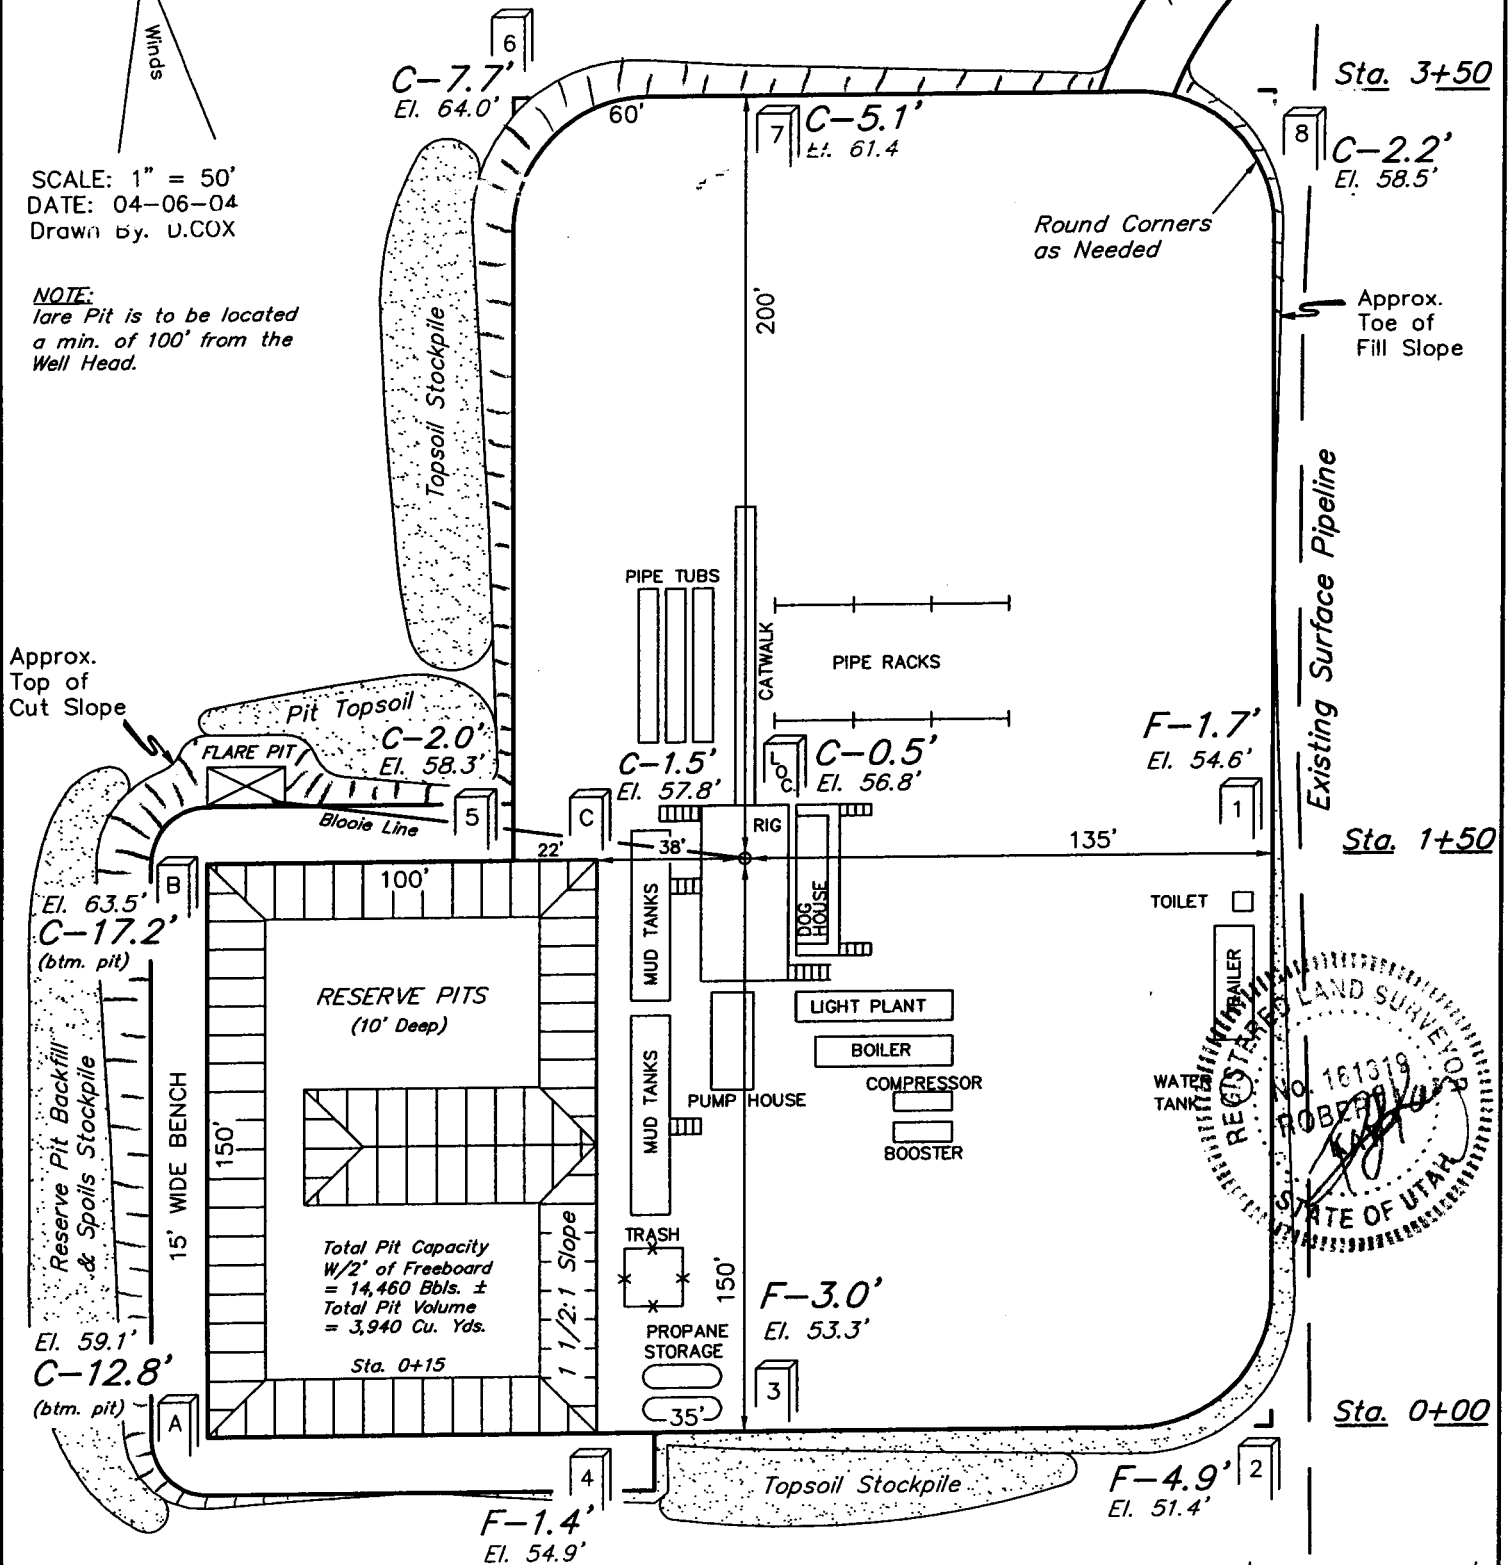 Winds
6
C-7.7'
El. 64.0'
60'
7
C-5.1'
El. 61.4
Sta. 3+50
8
C-2.2'
El. 58.5'
SCALE: 1" = 50'
DATE: 04-06-04
Drawn By: D.COX
NOTE:
lare Pit is to be located
a min. of 100' from the
Well Head.
Round Corners
as Needed
200'
Topsoil Stockpile
Approx.
Toe of
Fill Slope
Existing Surface Pipeline
PIPE TUBS
CATWALK
PIPE RACKS
Approx.
Top of
Cut Slope
Pit Topsoil
FLARE PIT
C-2.0'
El. 58.3'
C-1.5'
El. 57.8'
LOC.
C-0.5'
El. 56.8'
F-1.7'
El. 54.6'
1
Blooie Line
5
C
RIG
22'
38'
135'
Sta. 1+50
B
100'
El. 63.5'
C-17.2'
(btm. pit)
MUD TANKS
DOG
HOUSE
TOILET
TRAILER
RESERVE PITS
(10' Deep)
LIGHT PLANT
BOILER
COMPRESSOR
PUMP HOUSE
BOOSTER
MUD TANKS
WATER
TANK
REGISTERED LAND SURVEYOR
No. 161319
ROBERT
KAY
STATE OF UTAH
Reserve Pit Backfill
& Spoils Stockpile
15' WIDE BENCH
150'
Total Pit Capacity
W/2' of Freeboard
= 14,460 Bbls. ±
Total Pit Volume
= 3,940 Cu. Yds.
Sta. 0+15
1 1/2:1 Slope
TRASH
150'
F-3.0'
El. 53.3'
PROPANE
STORAGE
El. 59.1'
C-12.8'
(btm. pit)
A
35'
3
Sta. 0+00
4
F-1.4'
El. 54.9'
Topsoil Stockpile
F-4.9'
El. 51.4'
2